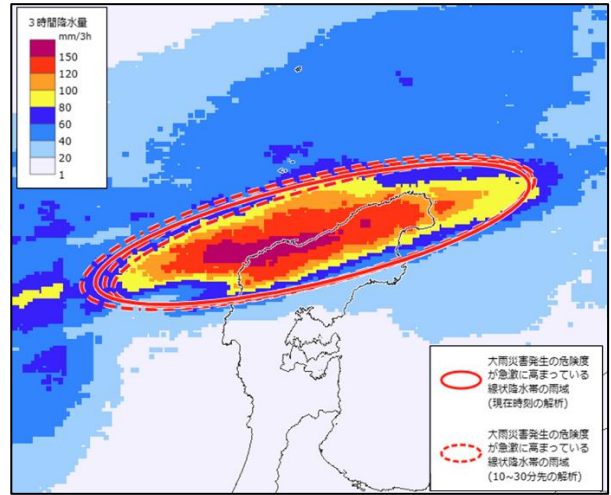 3時間降水量
mm/3h
150
120
100
80
60
40
20
1
大雨災害発生の危険度
が急激に高まっている
線状降水帯の雨域
(現在時刻の解析)
大雨災害発生の危険度
が急激に高まっている
線状降水帯の雨域
(10~30分先の解析)